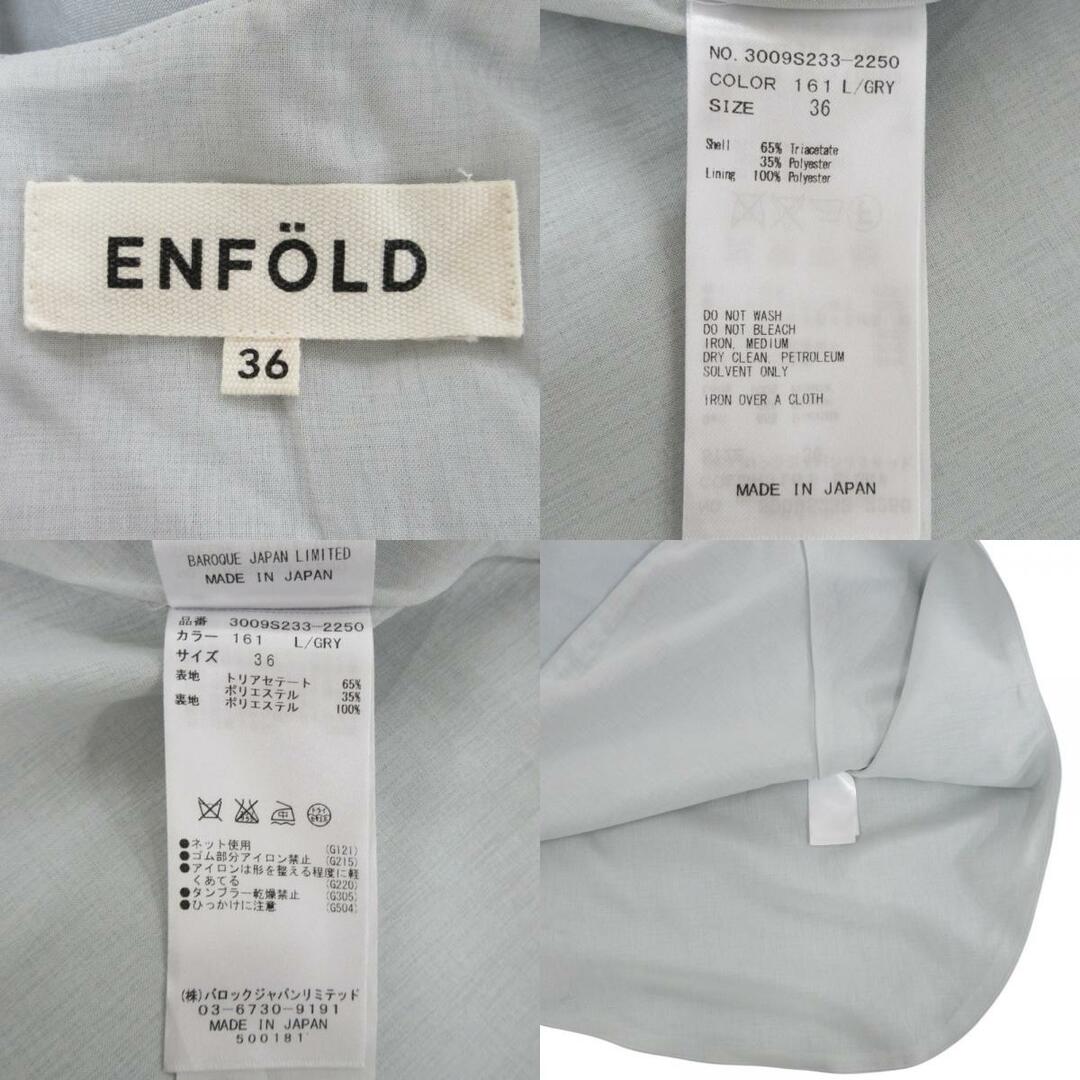 ENFÖLD
36
NO. 3009S233-2250
COLOR 161 L/GRY
SIZE 36
Shell 65% Triacetate
35% Polyester
Lining 100% Polyester
DO NOT WASH
DO NOT BLEACH
IRON, MEDIUM
DRY CLEAN, PETROLEUM
SOLVENT ONLY
IRON OVER A CLOTH
MADE IN JAPAN
BAROQUE JAPAN LIMITED
MADE IN JAPAN
品番 3009S233-2250
カラー 161 L/GRY
サイズ 36
表地 トリアセテート 65%
ポリエステル 35%
裏地 ポリエステル 100%
●ネット使用 (G121)
●ゴム部分アイロン禁止 (G215)
●アイロンは形を整える程度に軽
くあてる (G220)
●タンブラー乾燥禁止 (G305)
●ひっかけに注意 (G504)
(株)バロックジャパンリミテッド
03-6730-9191
MADE IN JAPAN
500181